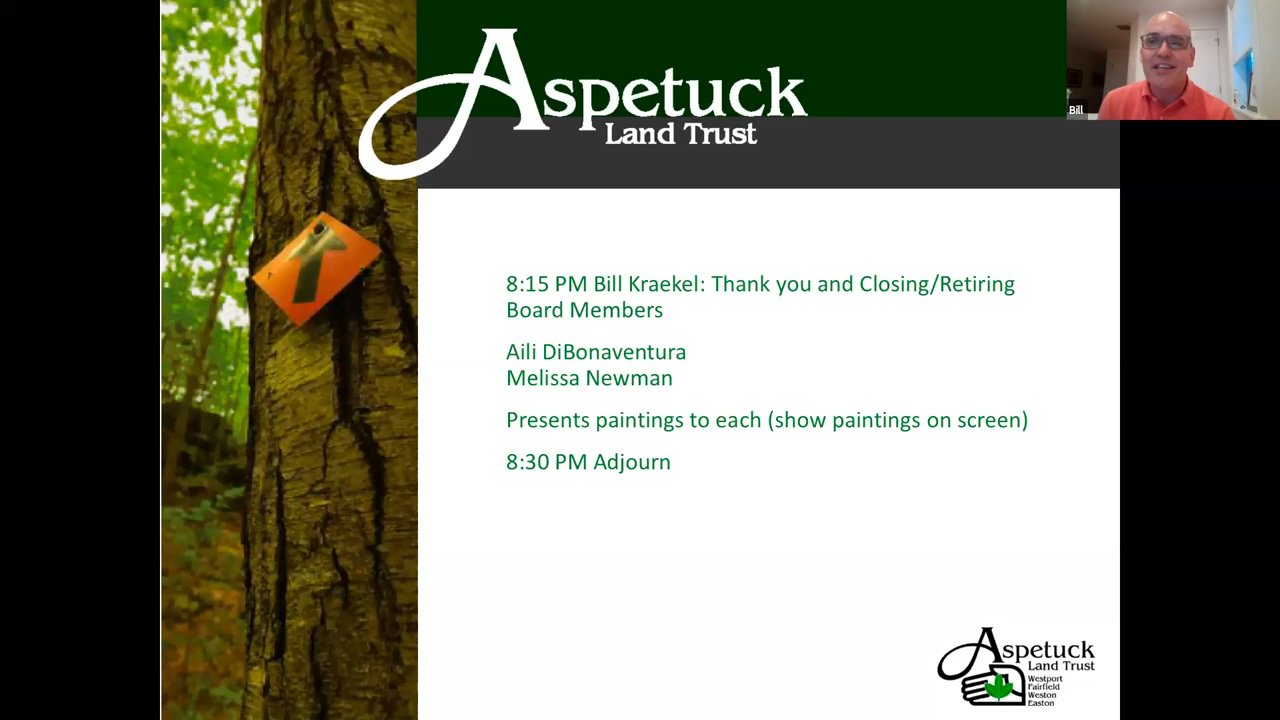 Aspetuck
Land Trust
Bill
8:15 PM Bill Kraekel: Thank you and Closing/Retiring
Board Members
Aili DiBonaventura
Melissa Newman
Presents paintings to each (show paintings on screen)
8:30 PM Adjourn
Aspetuck
Land Trust
Westport
Fairfield
Weston
Easton